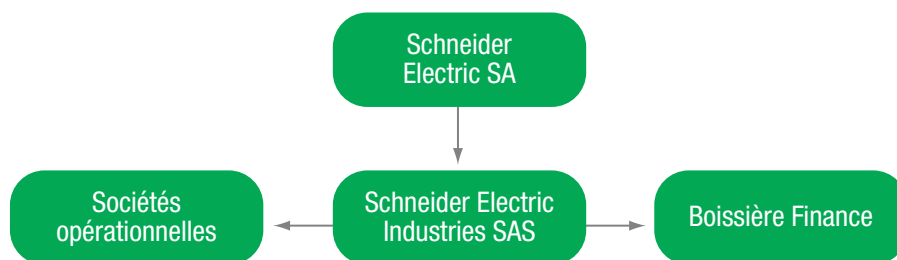 Schneider
Electric SA
Sociétés
opérationnelles
Schneider Electric
Industries SAS
Boissière Finance